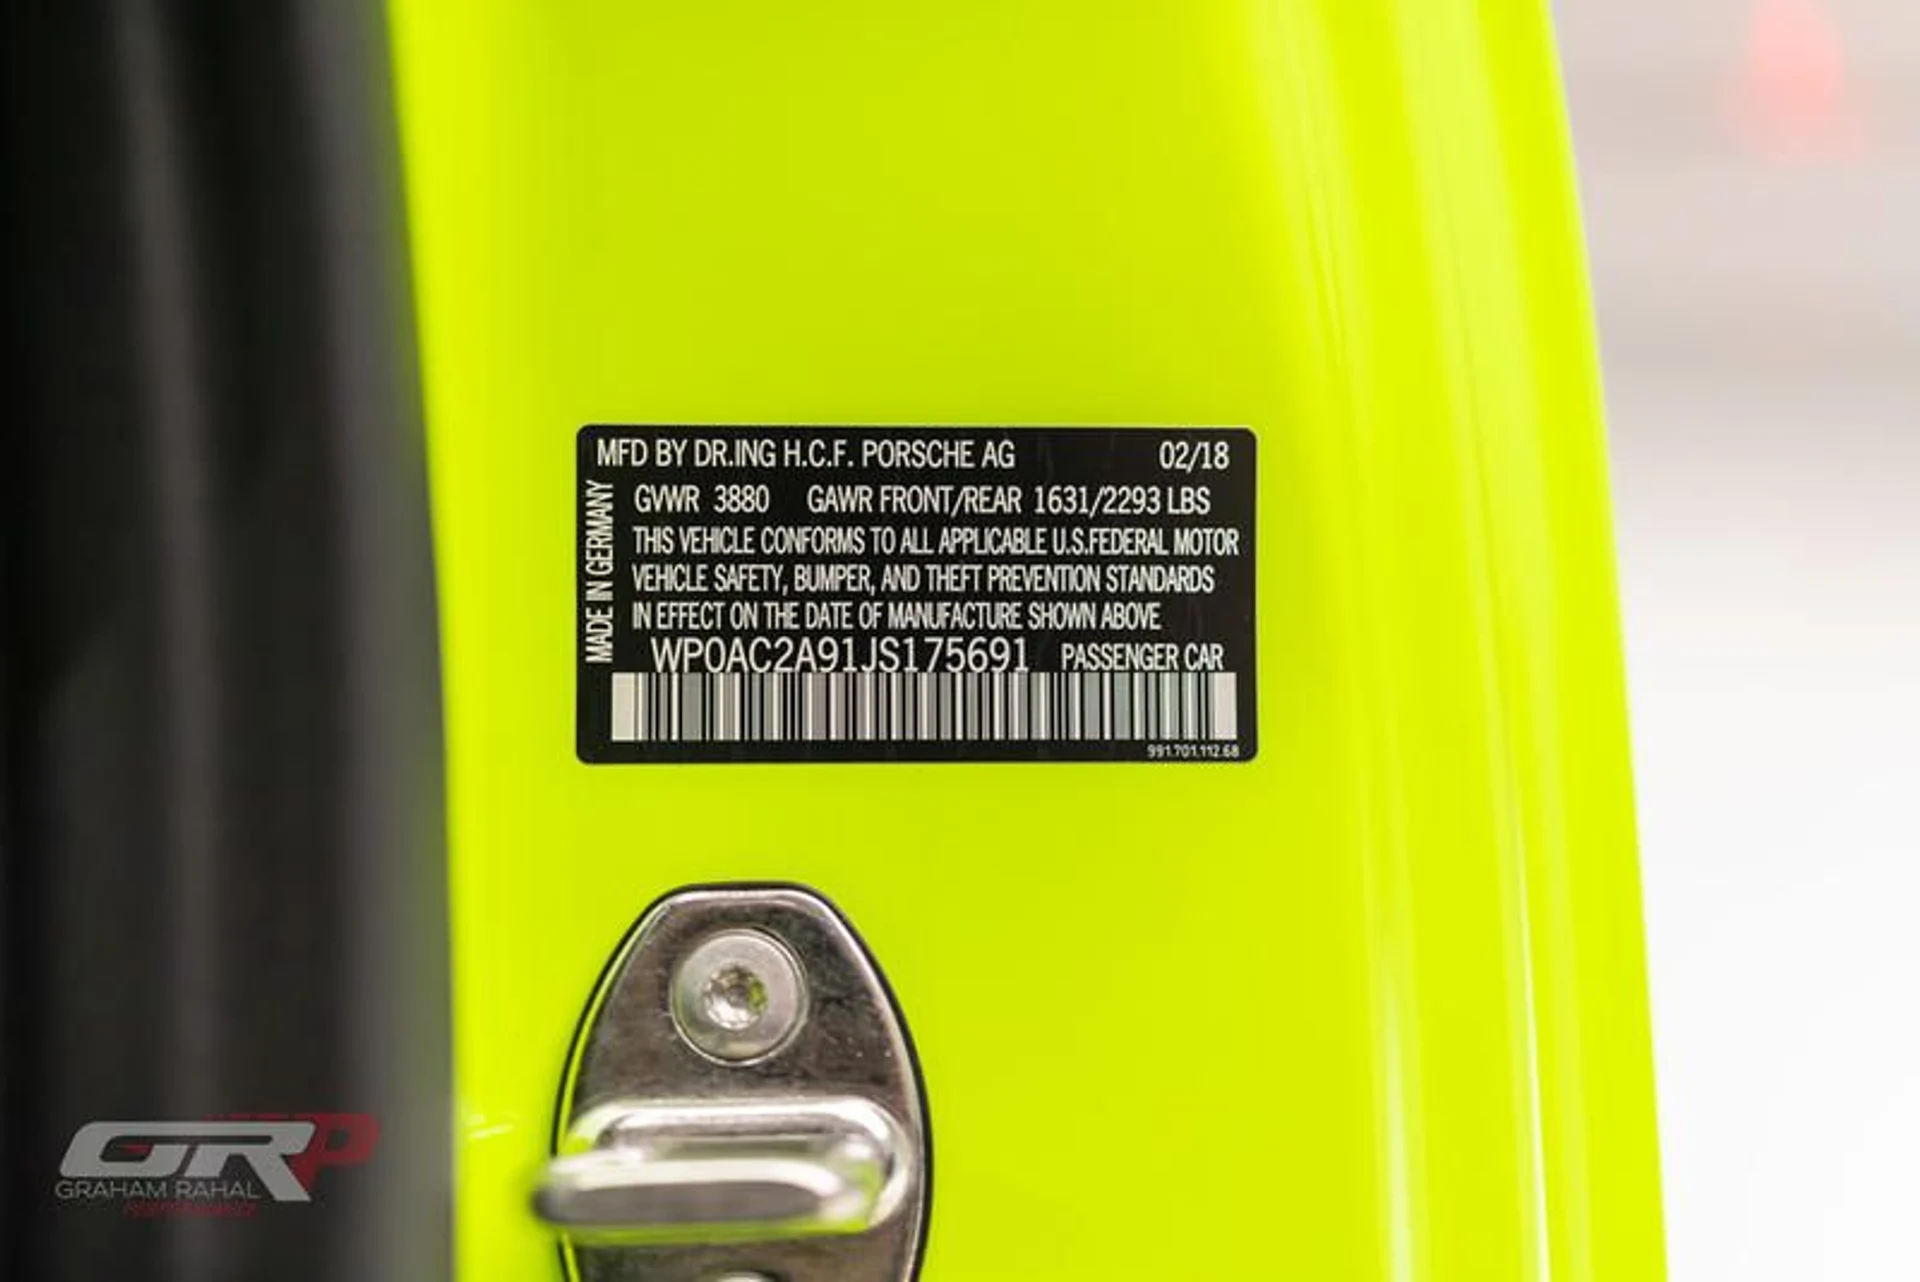 MFD BY DR.ING H.C.F. PORSCHE AG 02/18
MADE IN GERMANY
GVWR 3880 GAWR FRONT/REAR 1631/2293 LBS
THIS VEHICLE CONFORMS TO ALL APPLICABLE U.S.FEDERAL MOTOR
VEHICLE SAFETY, BUMPER, AND THEFT PREVENTION STANDARDS
IN EFFECT ON THE DATE OF MANUFACTURE SHOWN ABOVE
WP0AC2A91JS175691 PASSENGER CAR
991.701.112.68
GRP
GRAHAM RAHAL
PERFORMANCE